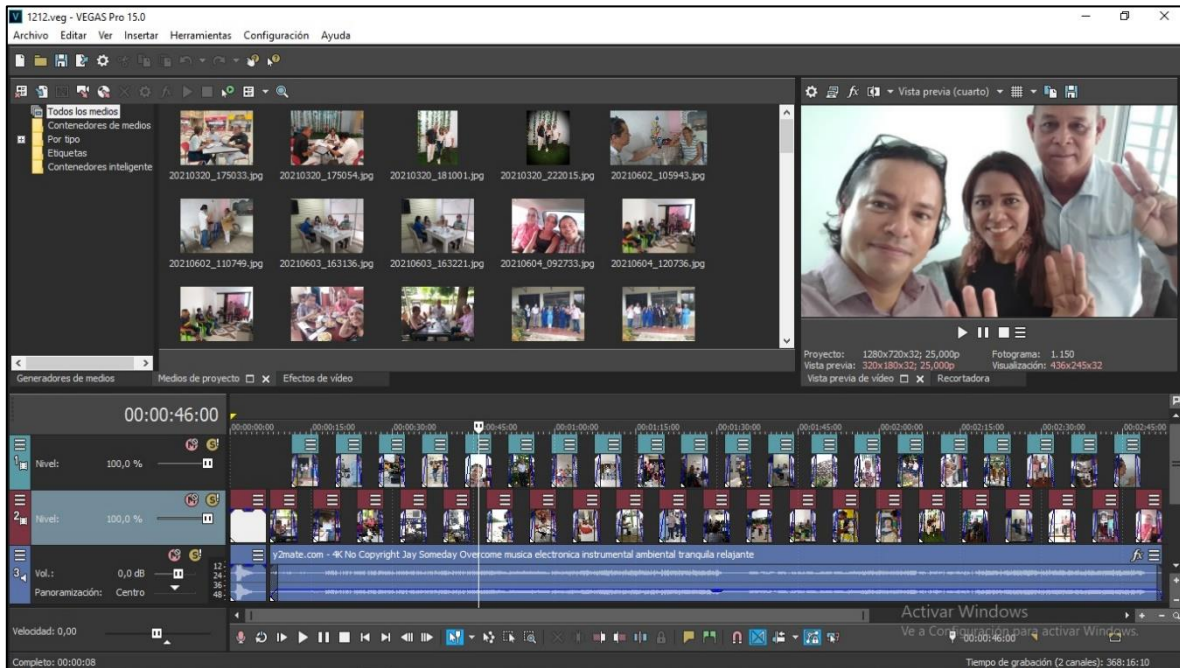 1212.veg - VEGAS Pro 15.0
Archivo Editar Ver Insertar Herramientas Configuración Ayuda
Todos los medios
Contenedores de medios
Por tipo
Etiquetas
Contenedores inteligente
20210320_175033.jpg 20210320_175054.jpg 20210320_181001.jpg 20210320_222015.jpg 20210602_105943.jpg
20210602_110749.jpg 20210603_163136.jpg 20210603_163221.jpg 20210604_092733.jpg 20210604_120736.jpg
Generadores de medios Medios de proyecto Efectos de vídeo
Vista previa (cuarto)
Proyecto: 1280x720x32; 25,000p Fotograma: 1.150
Vista previa: 320x180x32; 25,000p Visualización: 436x245x32
Vista previa de vídeo Recortadora
00:00:46:00
00:00:00:00 00:00:15:00 00:00:30:00 00:00:45:00 00:01:00:00 00:01:15:00 00:01:30:00 00:01:45:00 00:02:00:00 00:02:15:00 00:02:30:00 00:02:45:00
1 Nivel: 100,0 %
2 Nivel: 100,0 %
y2mate.com - 4K No Copyright Jay Someday Overcome musica electronica instrumental ambiental tranquila relajante
3 Vol.: 0,0 dB
Panoramización: Centro
12
24
36
48
Velocidad: 0,00
Activar Windows
Ve a Configuración para activar Windows.
00:00:46:00
Completo: 00:00:08
Tiempo de grabación (2 canales): 368:16:10